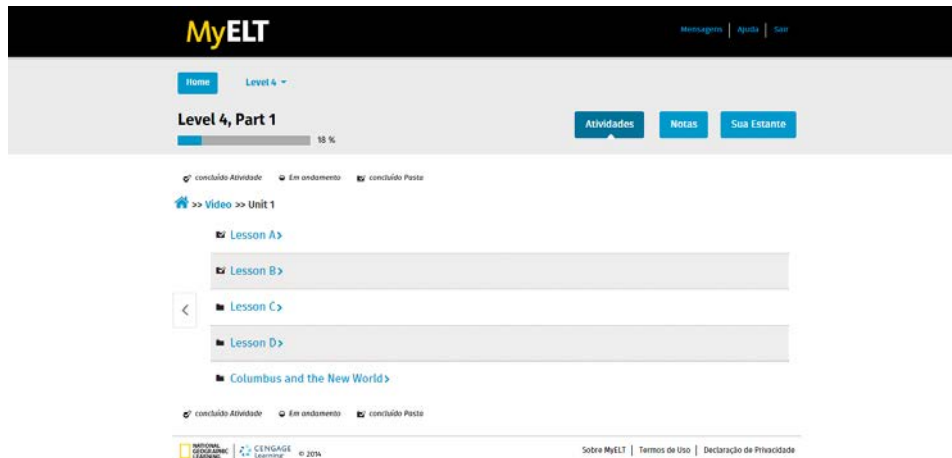 MyELT
Mensagens | Ajuda | Sair
Home Level 4
Level 4, Part 1
18 %
Atividades Notas Sua Estante
concluído Atividade Em andamento concluído Pasta
>> Video >> Unit 1
Lesson A>
Lesson B>
Lesson C>
Lesson D>
Columbus and the New World>
concluído Atividade Em andamento concluído Pasta
NATIONAL GEOGRAPHIC LEARNING | CENGAGE Learning © 2014
Sobre MyELT | Termos de Uso | Declaração de Privacidade